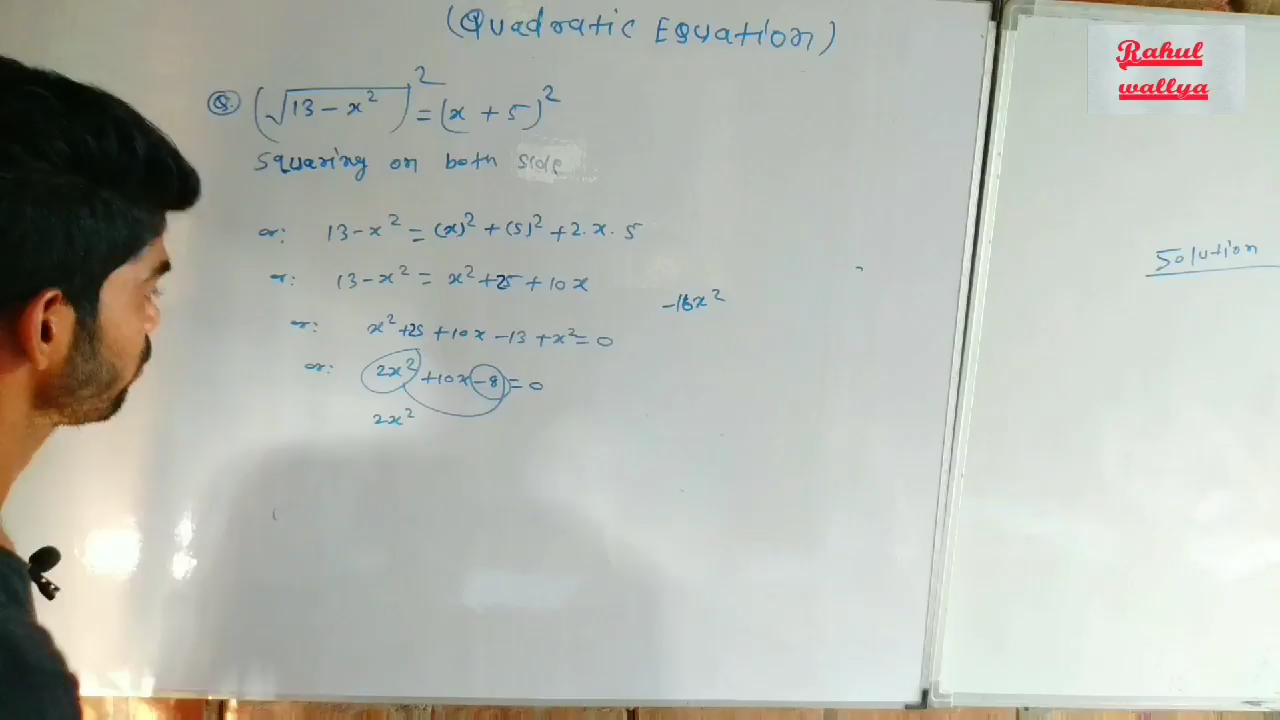 (Quadratic Equation)
Rahul
wallya
Q. (√13 - x²)² = (x + 5)²
Squaring on both side
or: 13 - x² = (x)² + (5)² + 2.x.5
or: 13 - x² = x² + 25 + 10x
-16x²
or: x² + 25 + 10x - 13 + x² = 0
or: 2x² + 10x - 8 = 0
2x²
Solution